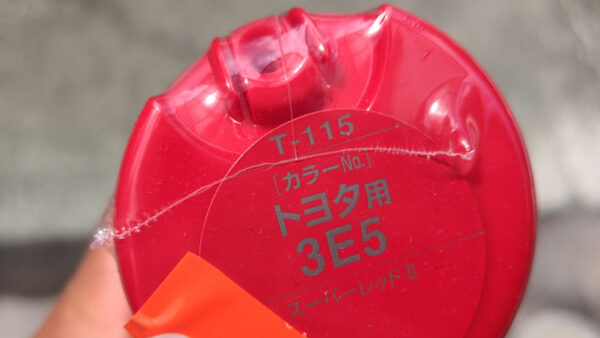 T-115
[カラーNo.]
トヨタ用
3E5
スーパーレッドⅡ